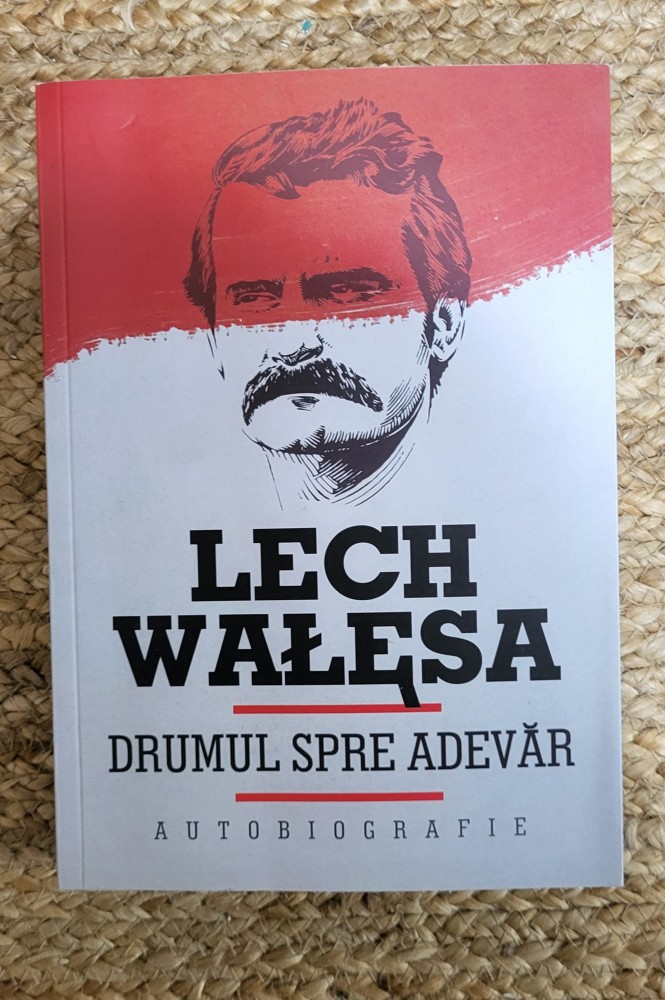 LECH
WAŁĘSA
DRUMUL SPRE ADEVĂR
AUTOBIOGRAFIE